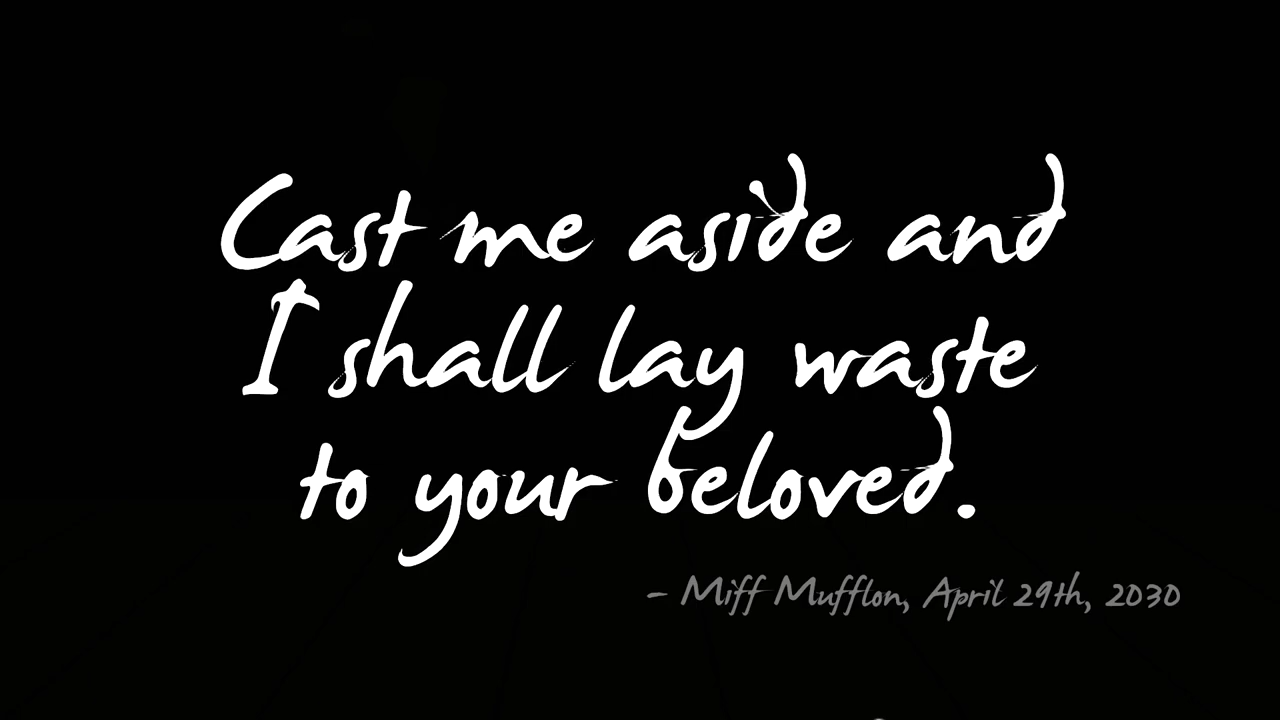 Cast me aside and
I shall lay waste
to your beloved.
- Miff Mufflon, April 29th, 2030